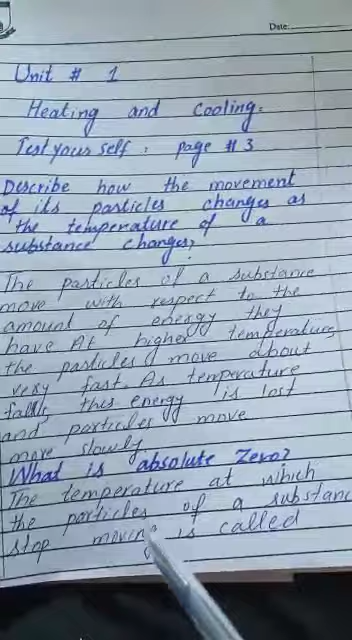 Date:
Unit # 1
Heating and Cooling.
Test your self, page # 3
Describe how the movement
of its particles changes as
the temperature of a
substance changes?
The particles of a substance
move with respect to the
amount of energy they
have At higher temperature,
the particles move about
very fast. As temperature
falls, this energy is lost
and particles move
more slowly
What is absolute Zero?
The temperature at which
the particles of a substanc
stop moving is called